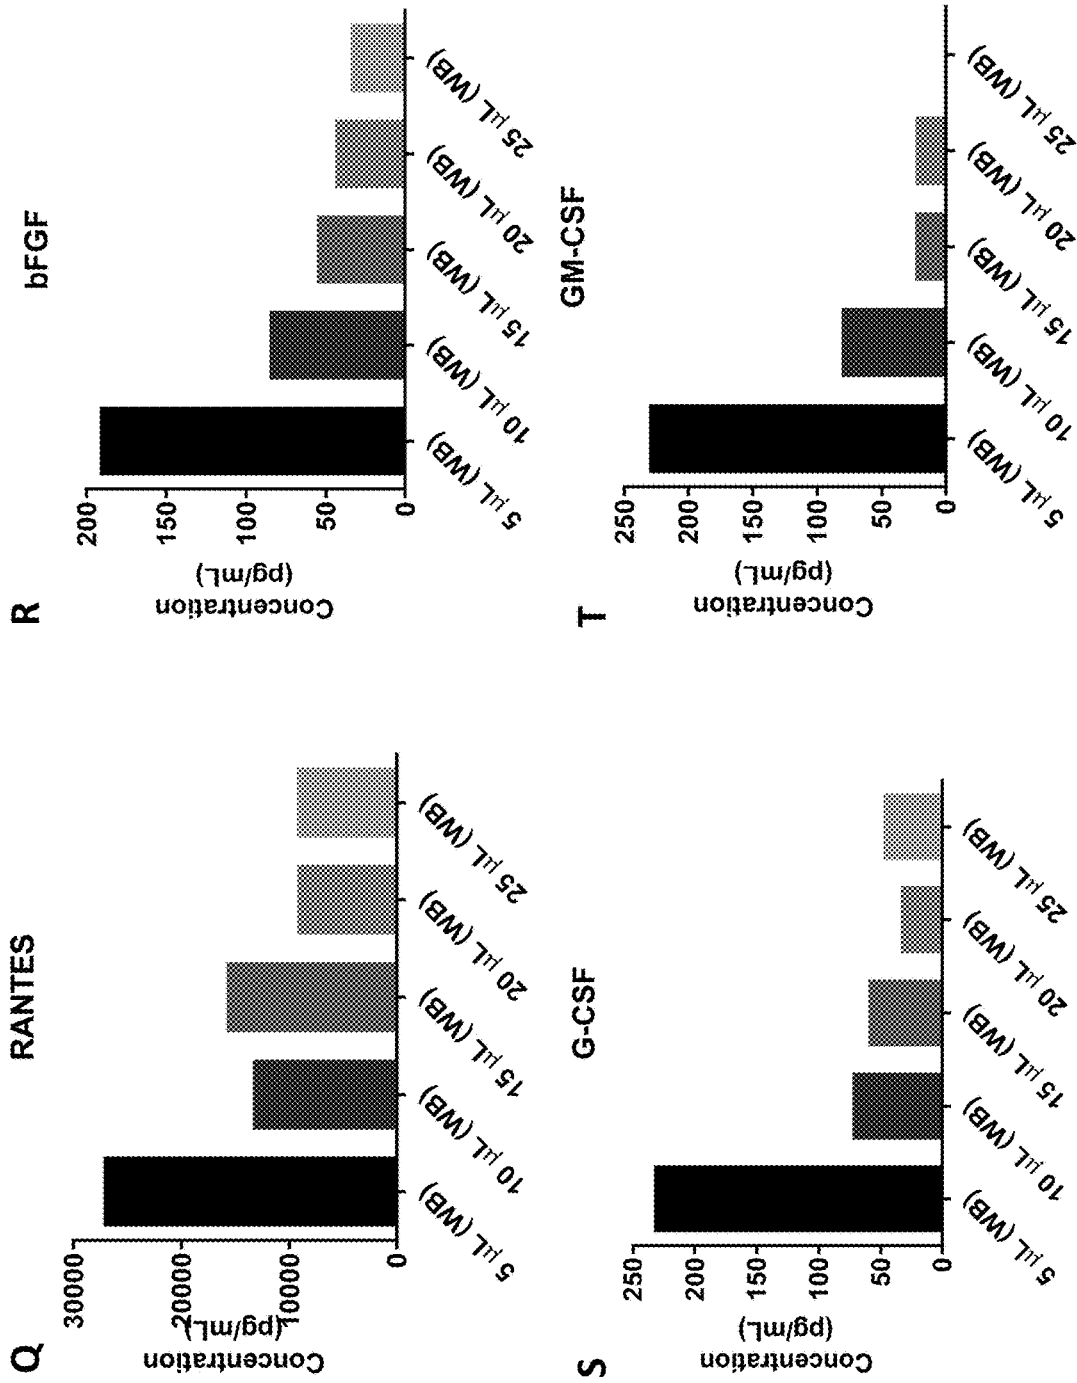 Q
RANTES
Concentration
(pg/mL)
30000
20000
10000
0
5 µL (WB)
10 µL (WB)
15 µL (WB)
20 µL (WB)
25 µL (WB)
R
bFGF
Concentration
(pg/mL)
200
150
100
50
0
5 µL (WB)
10 µL (WB)
15 µL (WB)
20 µL (WB)
25 µL (WB)
S
G-CSF
Concentration
(pg/mL)
250
200
150
100
50
0
5 µL (WB)
10 µL (WB)
15 µL (WB)
20 µL (WB)
25 µL (WB)
T
GM-CSF
Concentration
(pg/mL)
250
200
150
100
50
0
5 µL (WB)
10 µL (WB)
15 µL (WB)
20 µL (WB)
25 µL (WB)